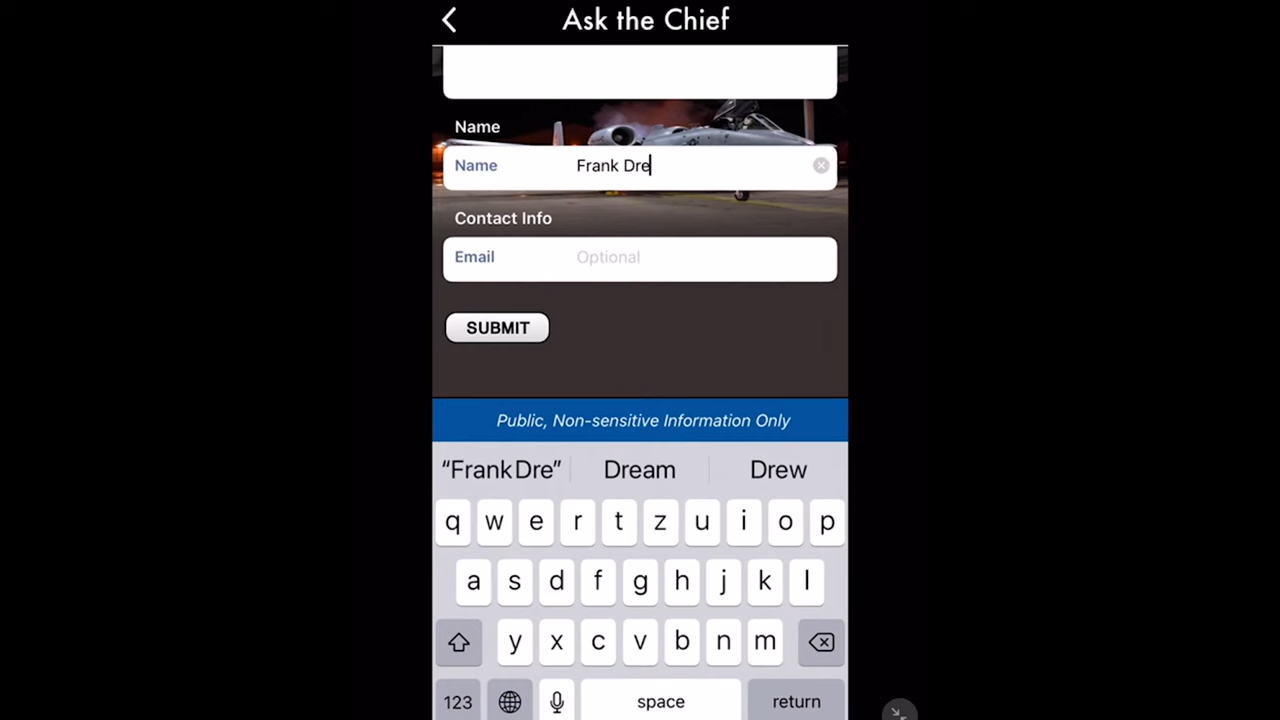 Ask the Chief
Name
Name Frank Dre
Contact Info
Email Optional
SUBMIT
Public, Non-sensitive Information Only
“Frank Dre” Dream Drew
q w e r t z u i o p
a s d f g h j k l
y x c v b n m
123 space return